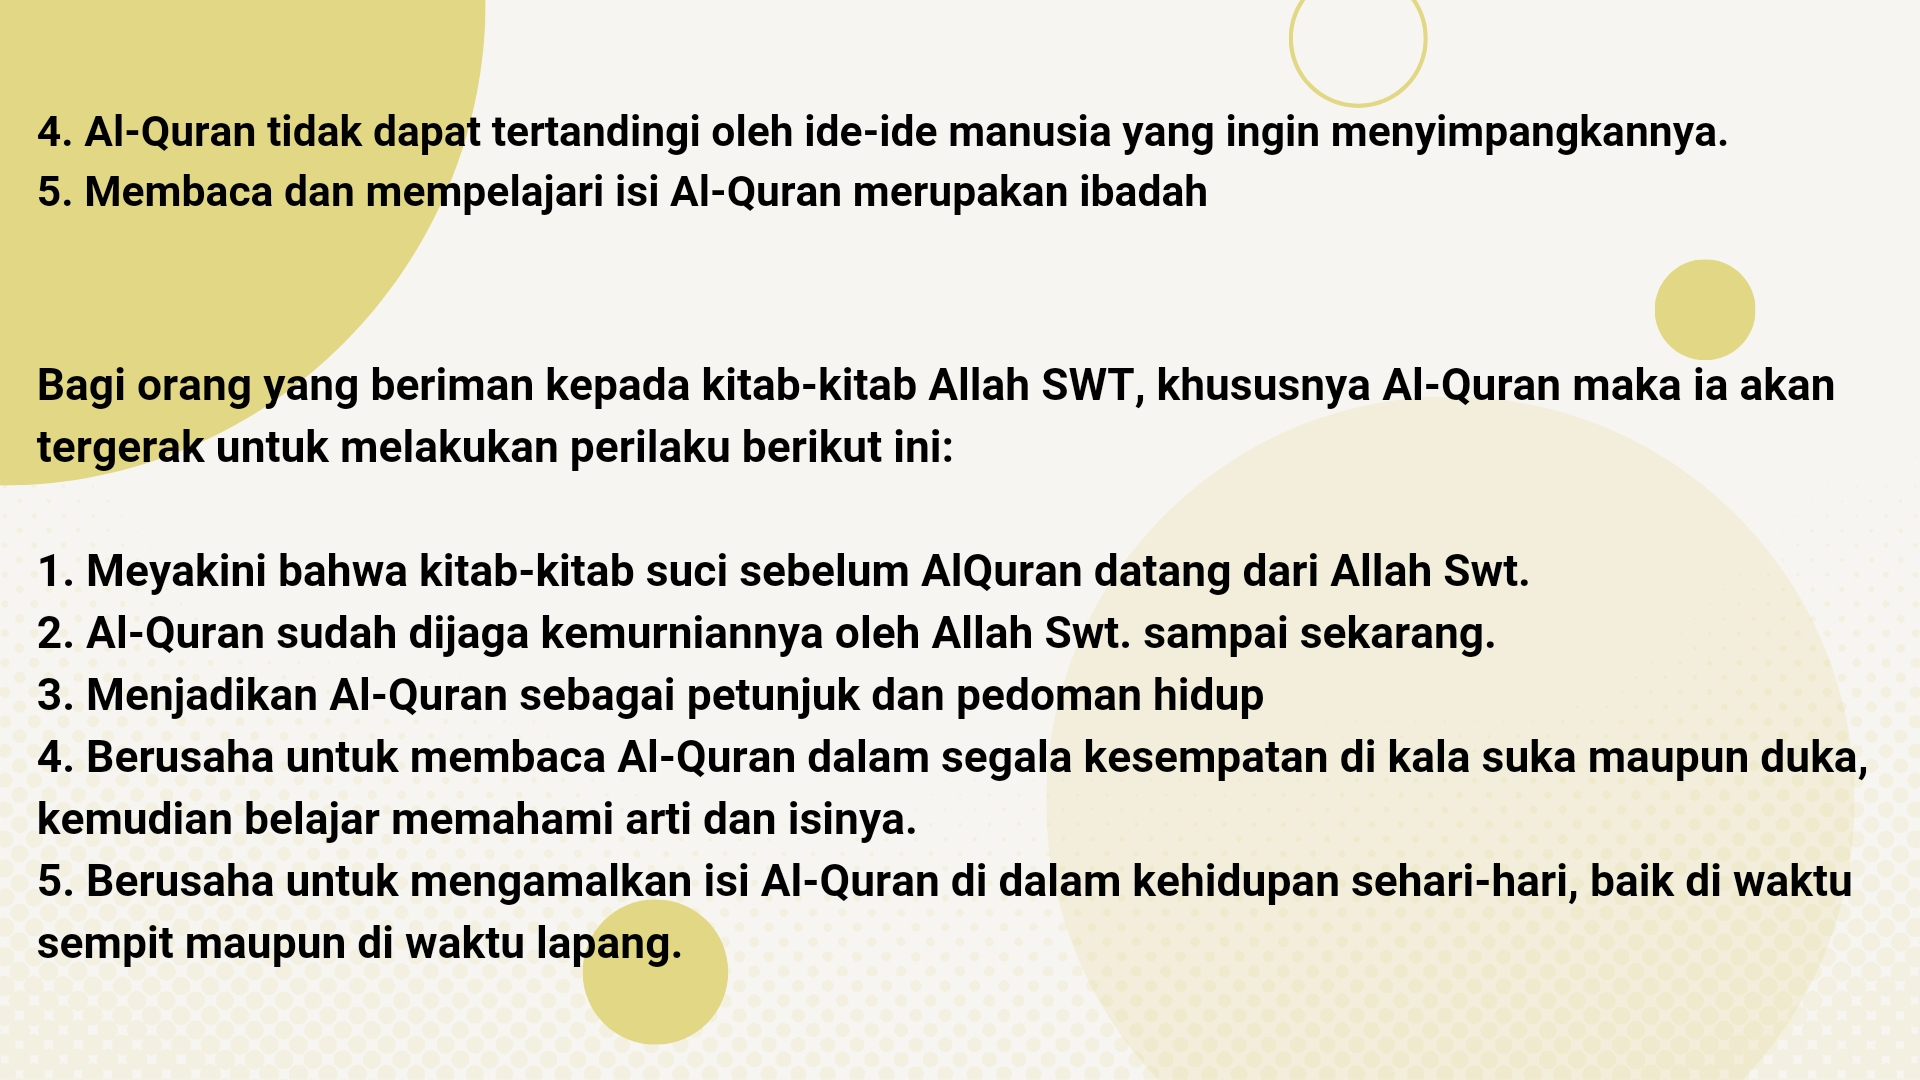 4. Al-Quran tidak dapat tertandingi oleh ide-ide manusia yang ingin menyimpangkannya.
5. Membaca dan mempelajari isi Al-Quran merupakan ibadah
Bagi orang yang beriman kepada kitab-kitab Allah SWT, khususnya Al-Quran maka ia akan
tergerak untuk melakukan perilaku berikut ini:
1. Meyakini bahwa kitab-kitab suci sebelum AlQuran datang dari Allah Swt.
2. Al-Quran sudah dijaga kemurniannya oleh Allah Swt. sampai sekarang.
3. Menjadikan Al-Quran sebagai petunjuk dan pedoman hidup
4. Berusaha untuk membaca Al-Quran dalam segala kesempatan di kala suka maupun duka,
kemudian belajar memahami arti dan isinya.
5. Berusaha untuk mengamalkan isi Al-Quran di dalam kehidupan sehari-hari, baik di waktu
sempit maupun di waktu lapang.